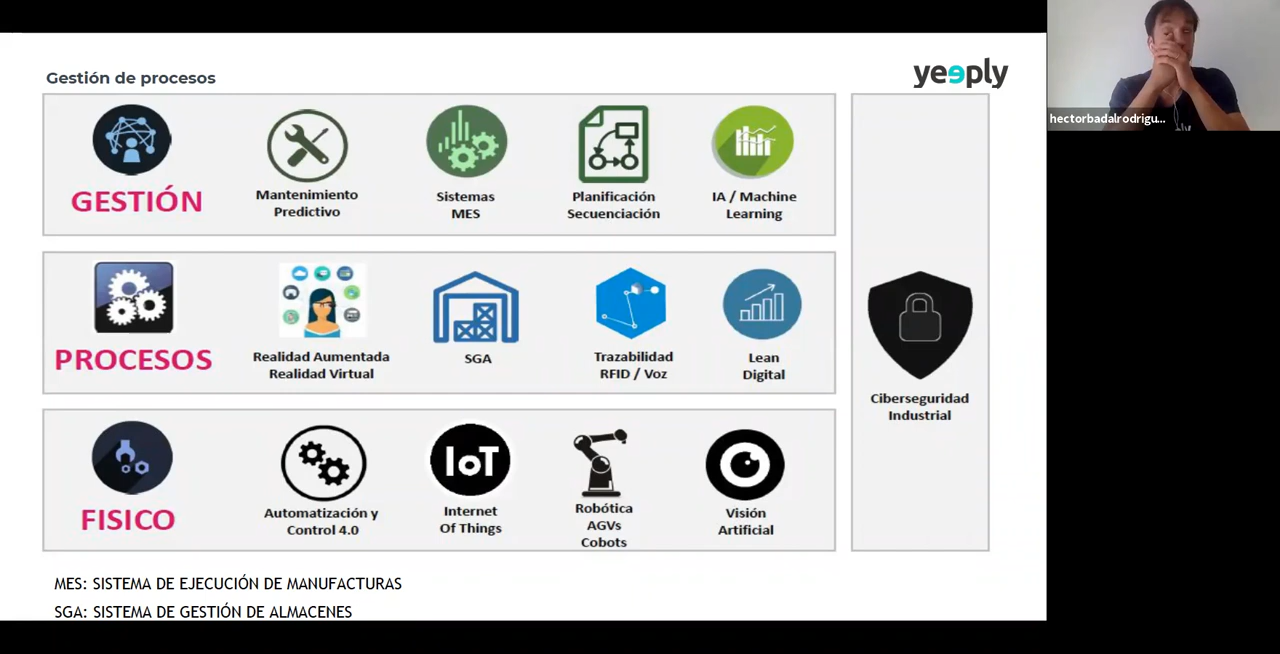 Gestión de procesos
yeeply
hectorbadalrodrigu...
GESTIÓN
Mantenimiento
Predictivo
Sistemas
MES
Planificación
Secuenciación
IA / Machine
Learning
PROCESOS
Realidad Aumentada
Realidad Virtual
SGA
Trazabilidad
RFID / Voz
Lean
Digital
FISICO
Automatización y
Control 4.0
IoT
Internet
Of Things
Robótica
AGVs
Cobots
Visión
Artificial
Ciberseguridad
Industrial
MES: SISTEMA DE EJECUCIÓN DE MANUFACTURAS
SGA: SISTEMA DE GESTIÓN DE ALMACENES